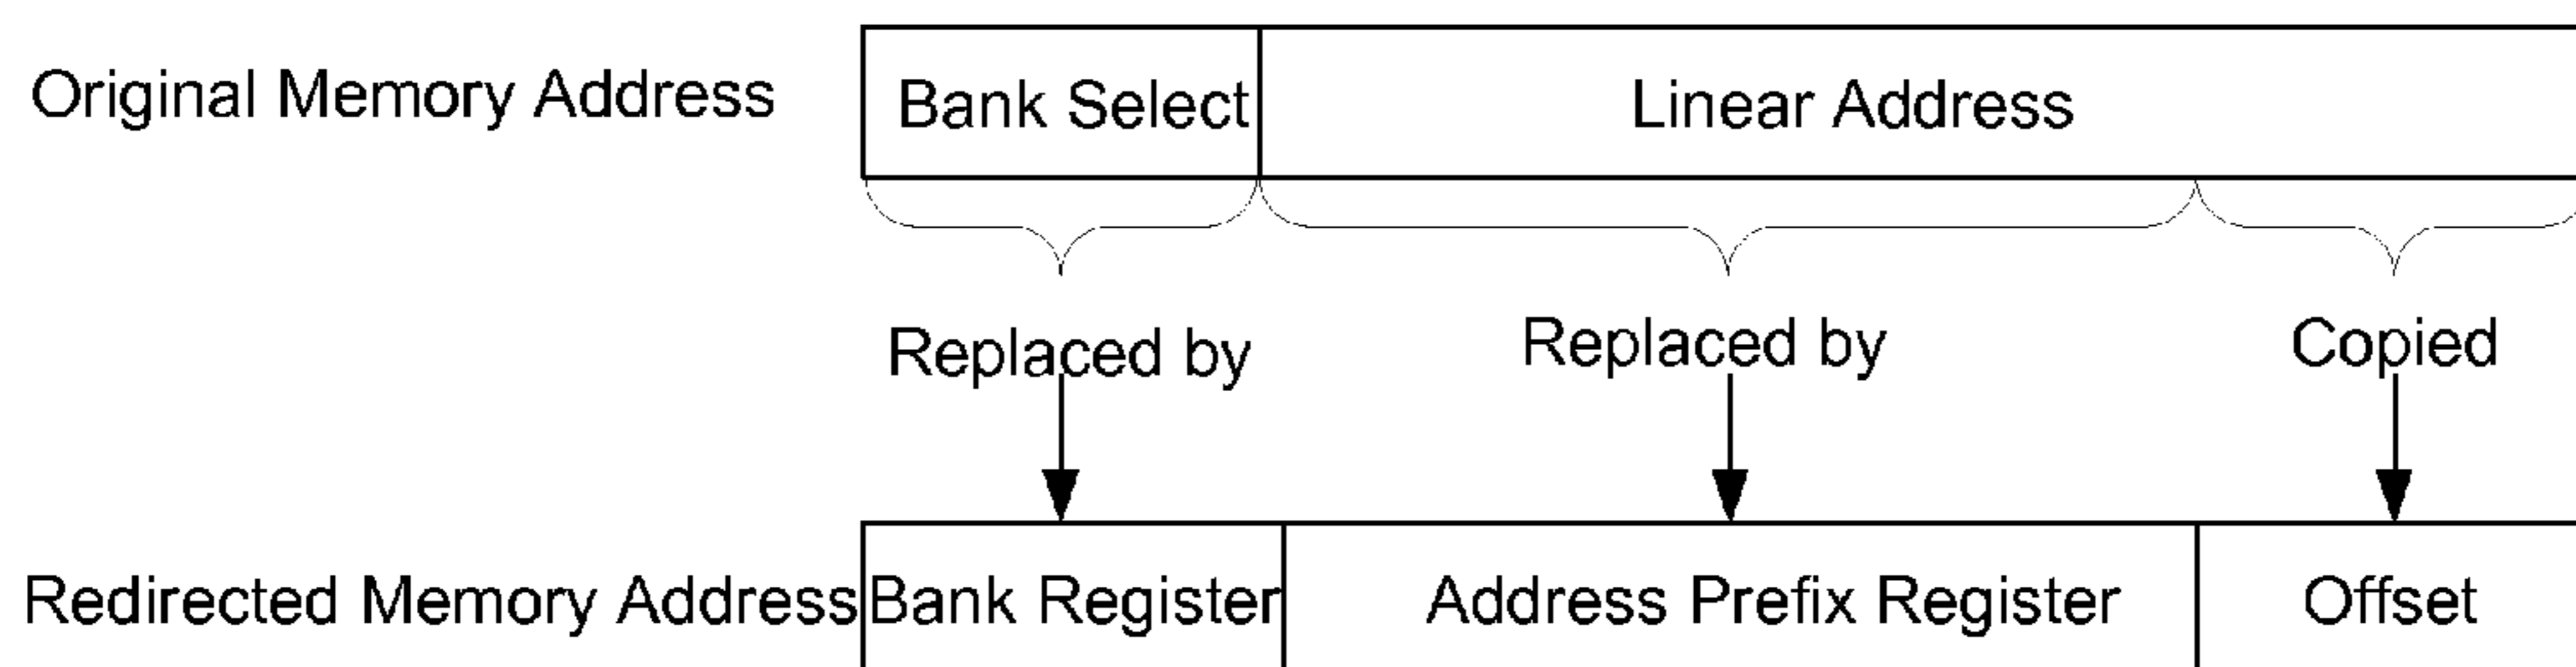 Original Memory Address Bank Select Linear Address
Replaced by Replaced by Copied
Redirected Memory Address Bank Register Address Prefix Register Offset